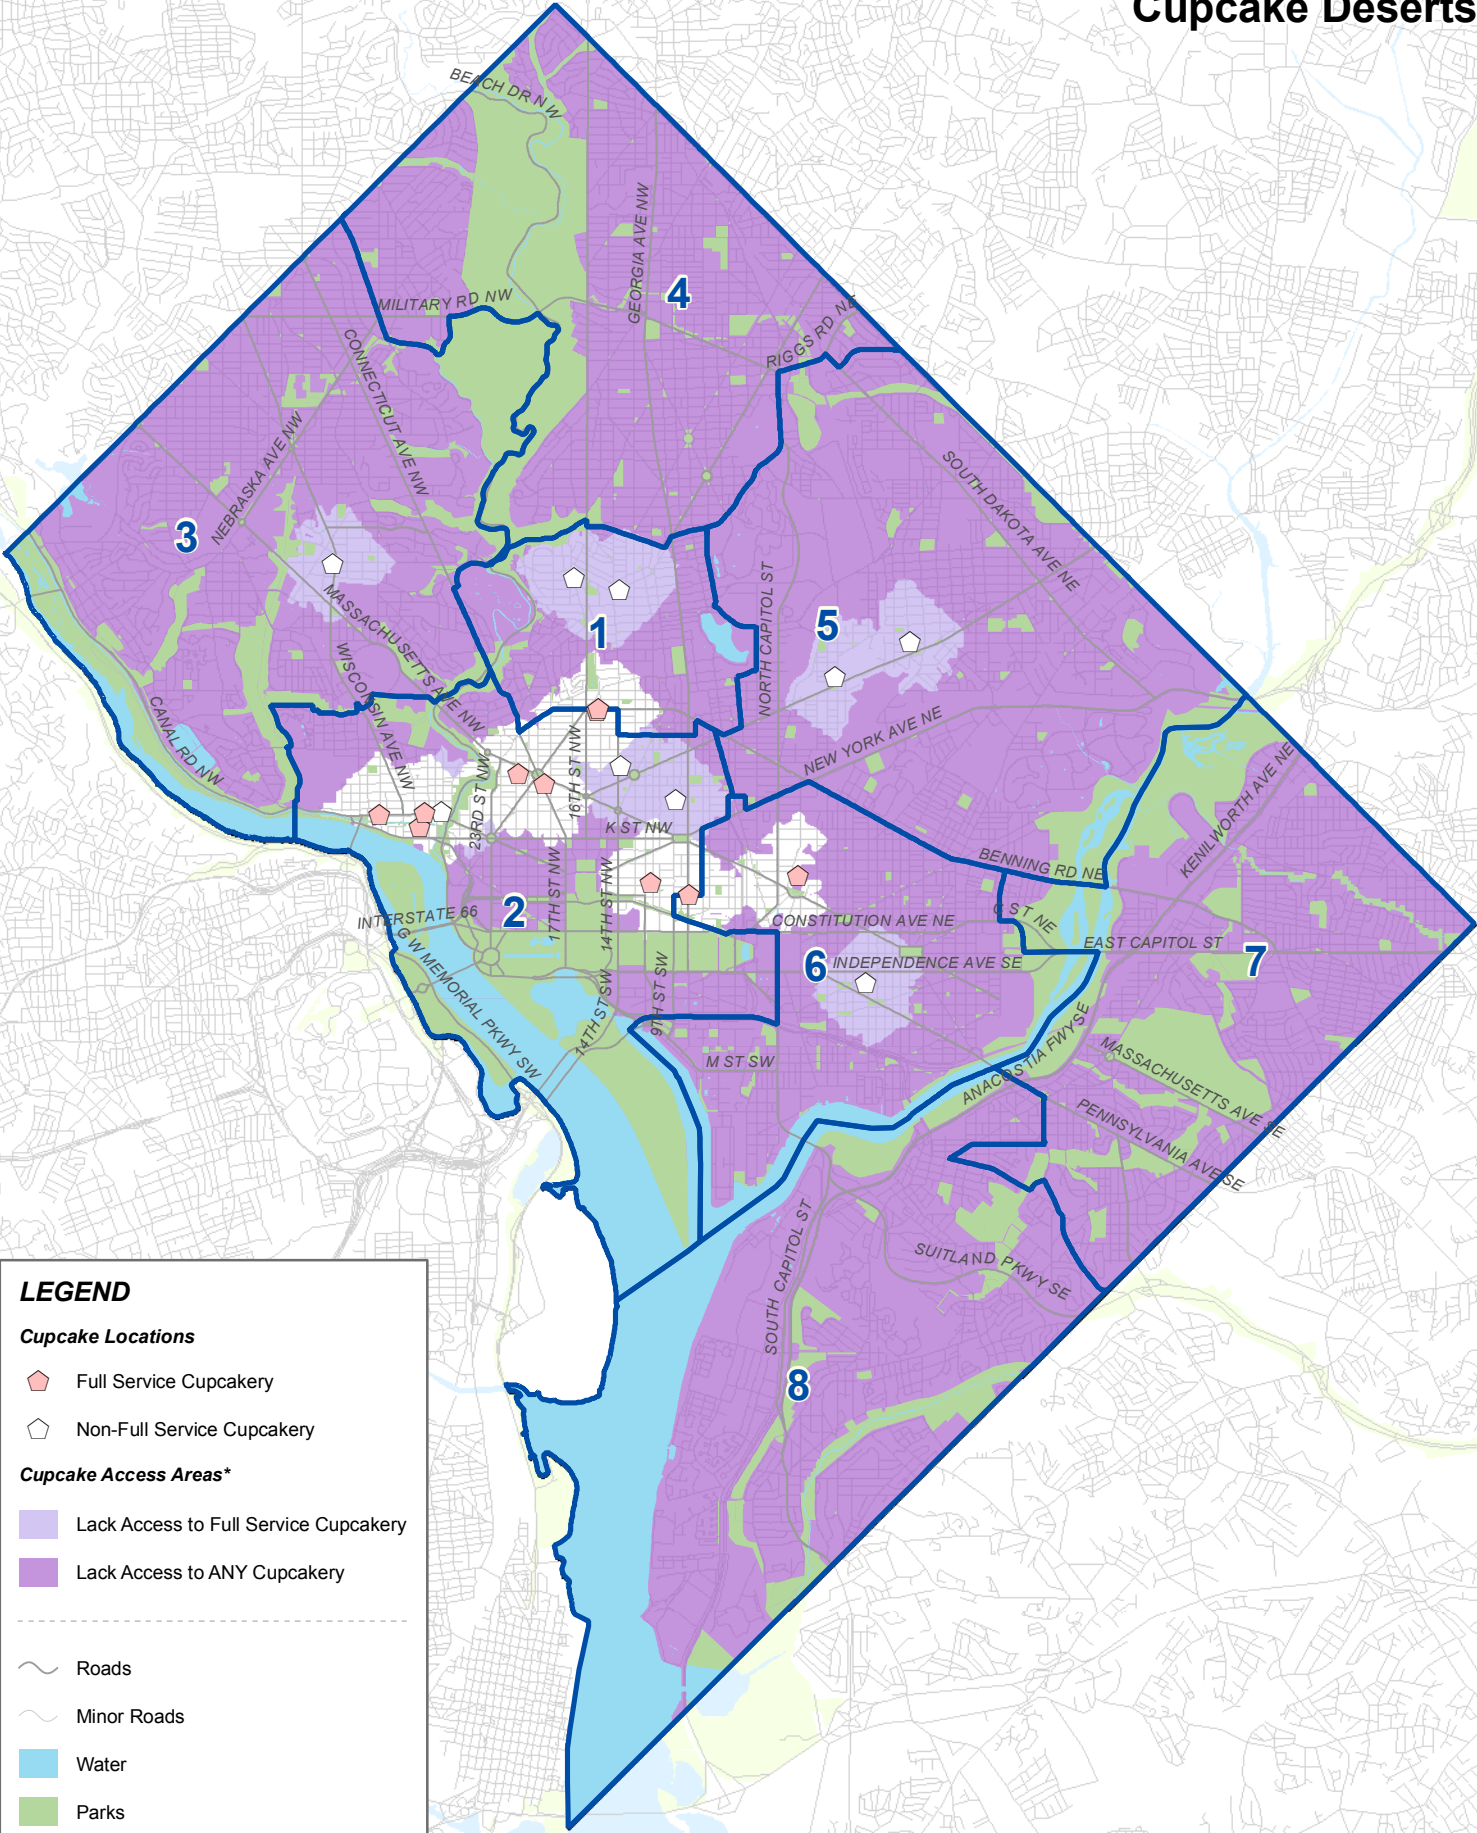 Cupcake Deserts
BEACH DR NW
GEORGIA AVE NW
4
MILITARY RD NW
RIGGS RD NE
CONNECTICUT AVE NW
NEBRASKA AVE NW
SOUTH DAKOTA AVE NE
3
MASSACHUSETTS AVE NW
NORTH CAPITOL ST
5
1
WISCONSIN AVE NW
CANAL RD NW
NEW YORK AVE NE
16TH ST NW
23RD ST NW
K ST NW
KENILWORTH AVE NE
BENNING RD NE
17TH ST NW
14TH ST NW
2
INTERSTATE 66
CONSTITUTION AVE NE
C ST NE
EAST CAPITOL ST
7
6
INDEPENDENCE AVE SE
G W MEMORIAL PKWY SW
9TH ST SW
14TH ST SW
M ST SW
ANACOSTIA FWY SE
MASSACHUSETTS AVE SE
PENNSYLVANIA AVE SE
SOUTH CAPITOL ST
SUITLAND PKWY SE
8
LEGEND
Cupcake Locations
Full Service Cupcakery
Non-Full Service Cupcakery
Cupcake Access Areas*
Lack Access to Full Service Cupcakery
Lack Access to ANY Cupcakery
Roads
Minor Roads
Water
Parks